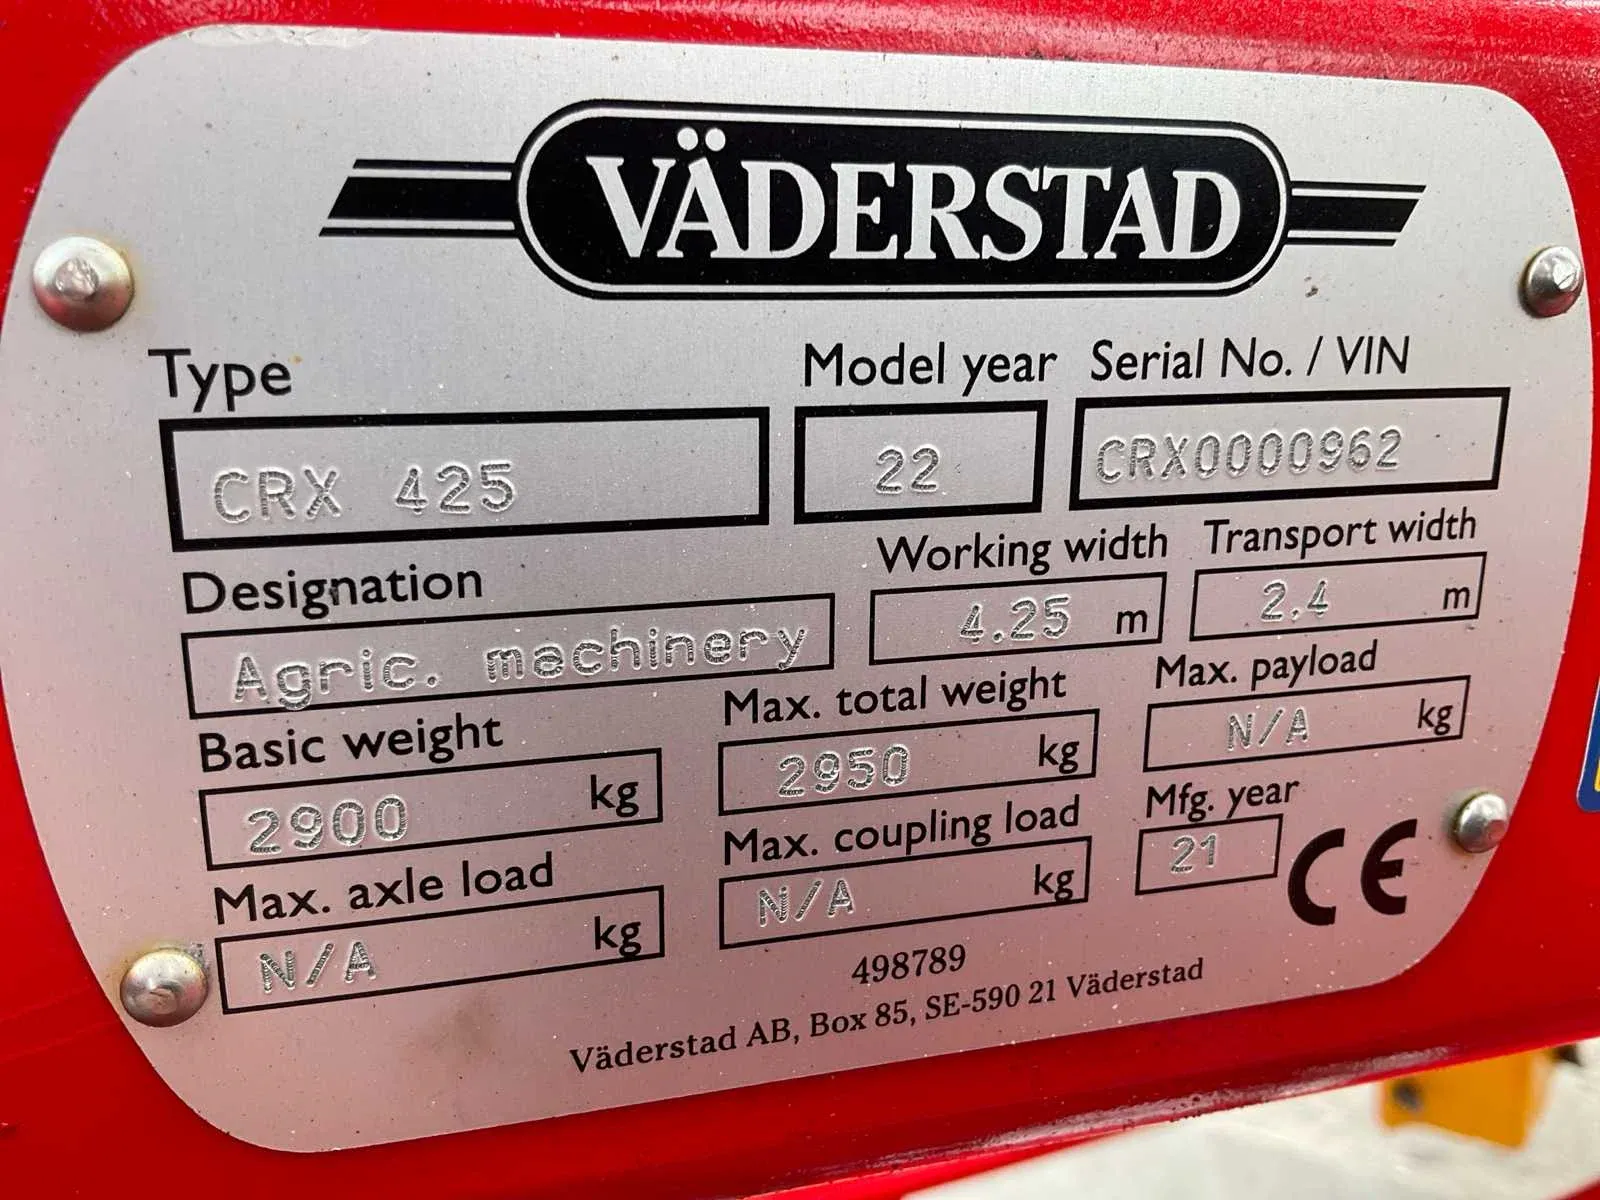 VÄDERSTAD
Type
Model year
Serial No. / VIN
CRX 425
22
CRX0000962
Designation
Working width
Transport width
Agric. machinery
4.25 m
2.4 m
Basic weight
Max. total weight
Max. payload
2900 kg
2950 kg
N/A kg
Max. axle load
Max. coupling load
Mfg. year
N/A kg
N/A kg
21
CE
498789
Väderstad AB, Box 85, SE-590 21 Väderstad